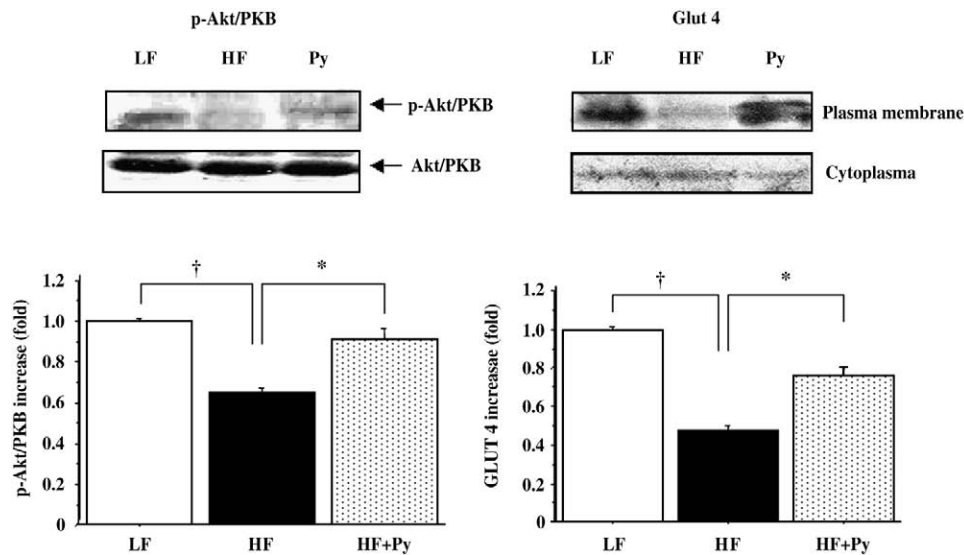 p-Akt/PKB
LF HF Py
p-Akt/PKB
Akt/PKB
Glut 4
LF HF Py
Plasma membrane
Cytoplasma
p-Akt/PKB increase (fold)
1.2
1.0
0.8
0.6
0.4
0.2
0
† *
LF HF HF+Py
GLUT 4 increasae (fold)
1.2
1.0
0.8
0.6
0.4
0.2
0
† *
LF HF HF+Py